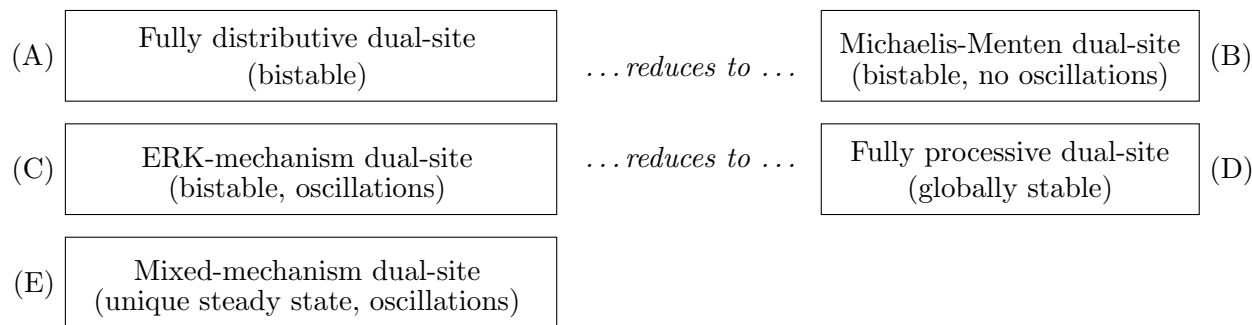 (A) Fully distributive dual-site
(bistable)
...reduces to ...
Michaelis-Menten dual-site (B)
(bistable, no oscillations)
(C) ERK-mechanism dual-site
(bistable, oscillations)
...reduces to ...
Fully processive dual-site (D)
(globally stable)
(E) Mixed-mechanism dual-site
(unique steady state, oscillations)